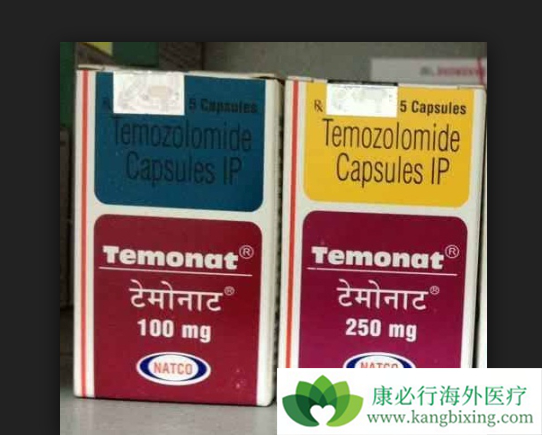 ℞ 5 Capsules
Temozolomide
Capsules IP
Temonat®
टेमोनाट®
100 mg
NATCO
℞ 5 Capsules
Temozolomide
Capsules IP
Temonat®
टेमोनाट®
250 mg
NATCO
康必行海外医疗
www.kangbixing.com